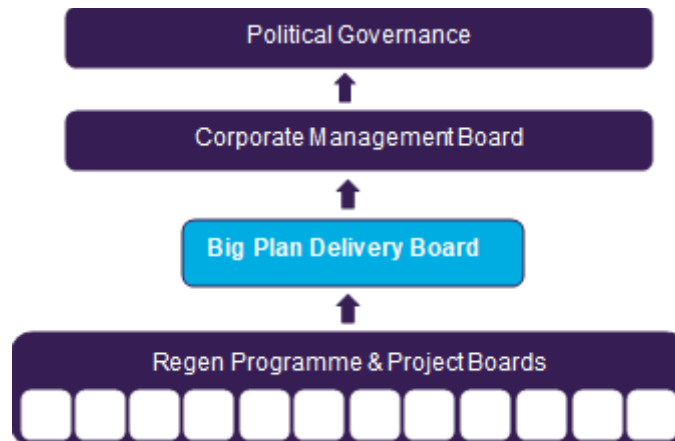 Political Governance
Corporate Management Board
Big Plan Delivery Board
Regen Programme & Project Boards